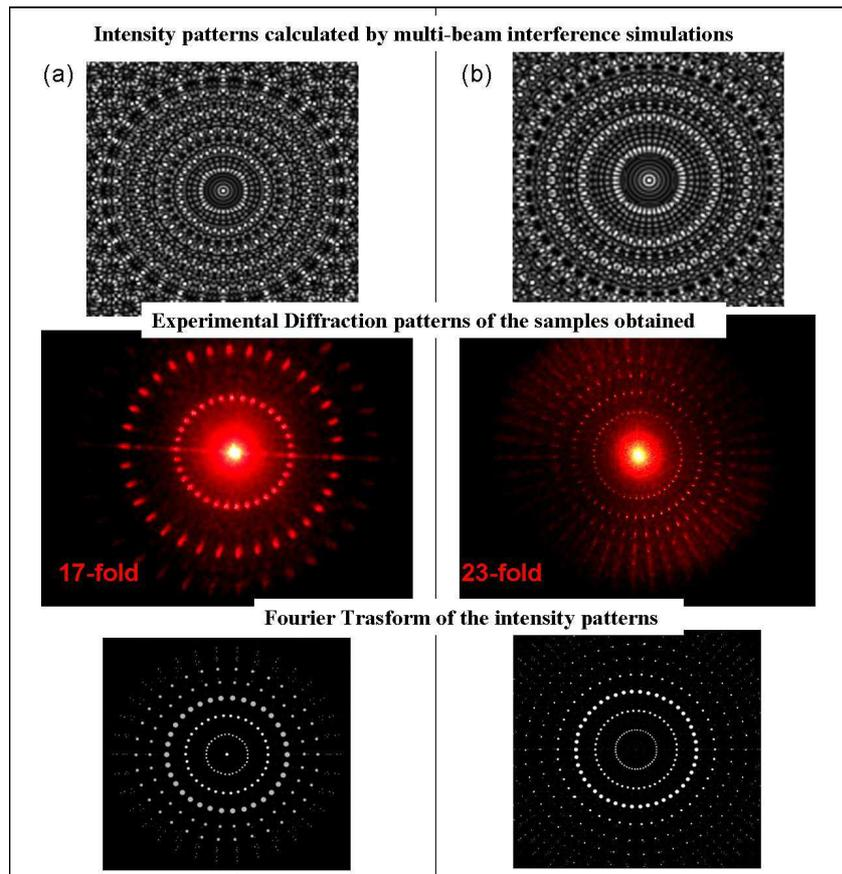 Intensity patterns calculated by multi-beam interference simulations
(a)
(b)
Experimental Diffraction patterns of the samples obtained
17-fold
23-fold
Fourier Trasform of the intensity patterns